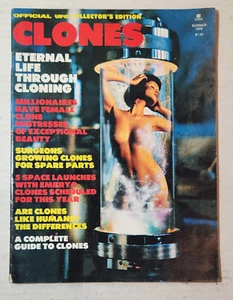 OFFICIAL UFO COLLECTOR'S EDITION
CLONES
SUMMER
ETERNAL
LIFE
THROUGH
CLONING
MILLIONAIRES
HAVE FEMALE
CLONE
MISTRESSES
OF EXCEPTIONAL
BEAUTY
SURGEONS
GROWING CLONES
FOR SPARE PARTS
5 SPACE LAUNCHES
WITH EMBRYO
CLONES SCHEDULED
FOR THIS YEAR
ARE CLONES
LIKE HUMANS?
THE DIFFERENCES
A COMPLETE
GUIDE TO CLONES